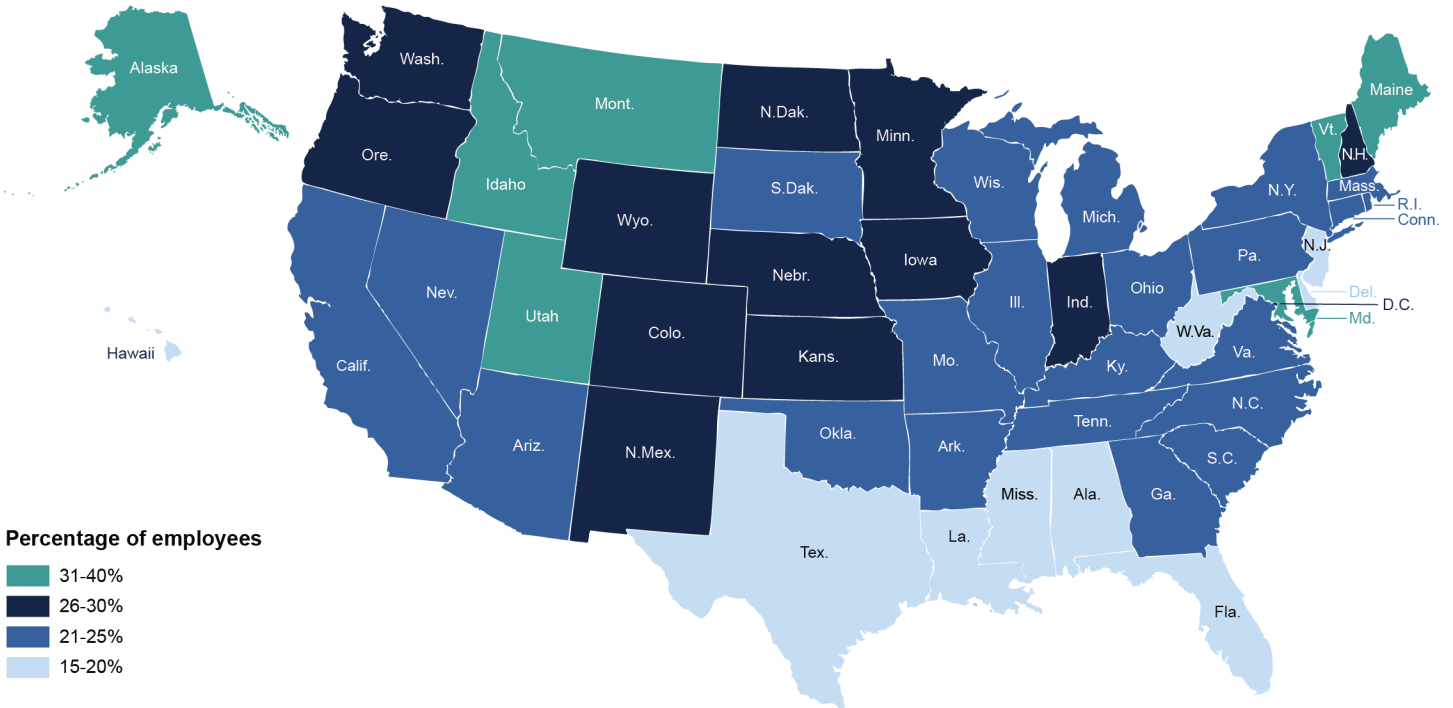 Alaska
Wash.
Mont.
N.Dak.
Minn.
Maine
Vt.
N.H.
Ore.
Idaho
S.Dak.
Wis.
Mich.
N.Y.
Mass.
R.I.
Conn.
Wyo.
Iowa
N.J.
Pa.
Nebr.
Nev.
Utah
Ill.
Ind.
Ohio
Del.
D.C.
Md.
Hawaii
Colo.
W.Va.
Calif.
Kans.
Mo.
Ky.
Va.
Ariz.
N.Mex.
Okla.
Ark.
Tenn.
N.C.
S.C.
Miss.
Ala.
Ga.
Tex.
La.
Fla.
Percentage of employees
31-40%
26-30%
21-25%
15-20%